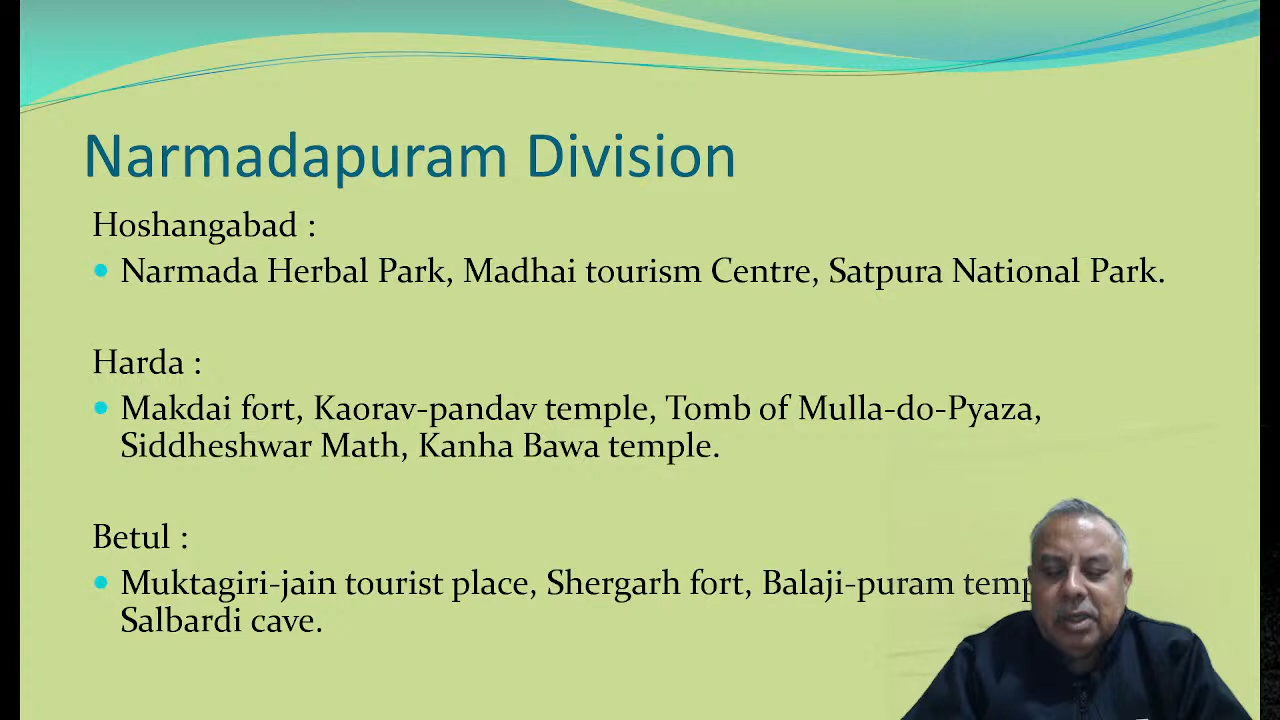 Narmadapuram Division
Hoshangabad :
Narmada Herbal Park, Madhai tourism Centre, Satpura National Park.
Harda :
Makdai fort, Kaorav-pandav temple, Tomb of Mulla-do-Pyaza,
Siddheshwar Math, Kanha Bawa temple.
Betul :
Muktagiri-jain tourist place, Shergarh fort, Balaji-puram
Salbardi cave.